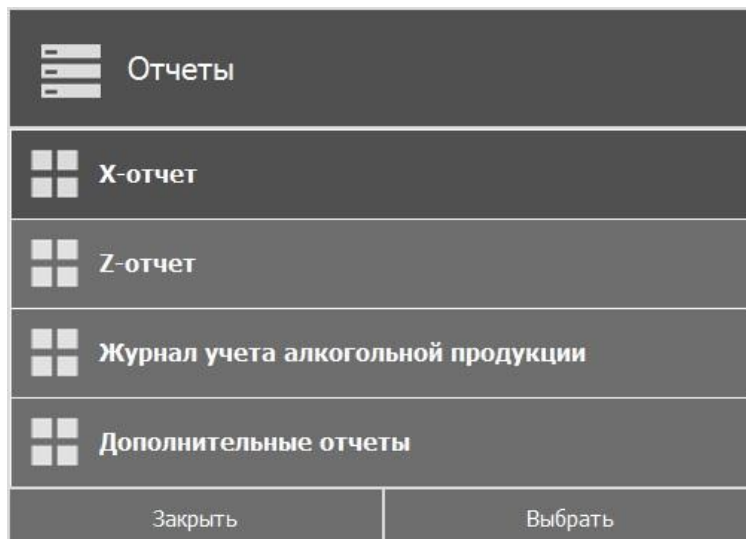 Отчеты
X-отчет
Z-отчет
Журнал учета алкогольной продукции
Дополнительные отчеты
Закрыть
Выбрать